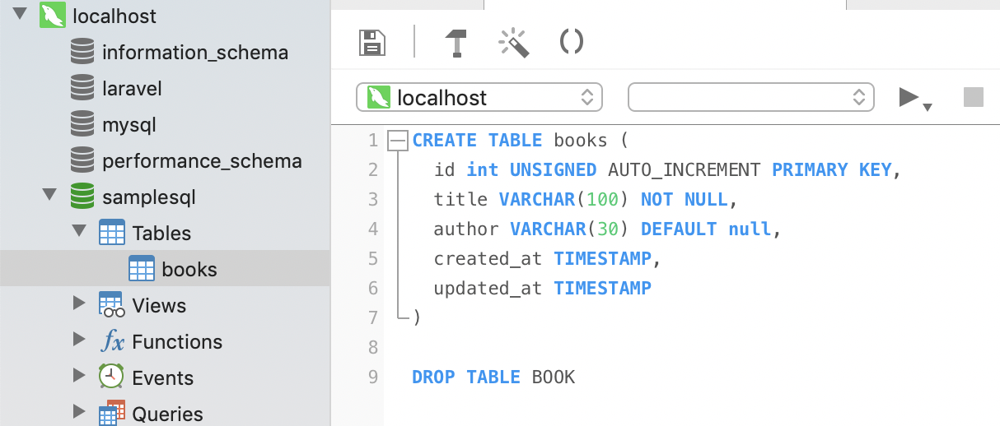 localhost
information_schema
laravel
mysql
performance_schema
samplesql
Tables
books
Views
fx Functions
Events
Queries
localhost
1 CREATE TABLE books (
2 id int UNSIGNED AUTO_INCREMENT PRIMARY KEY,
3 title VARCHAR(100) NOT NULL,
4 author VARCHAR(30) DEFAULT null,
5 created_at TIMESTAMP,
6 updated_at TIMESTAMP
7 )
8
9 DROP TABLE BOOK